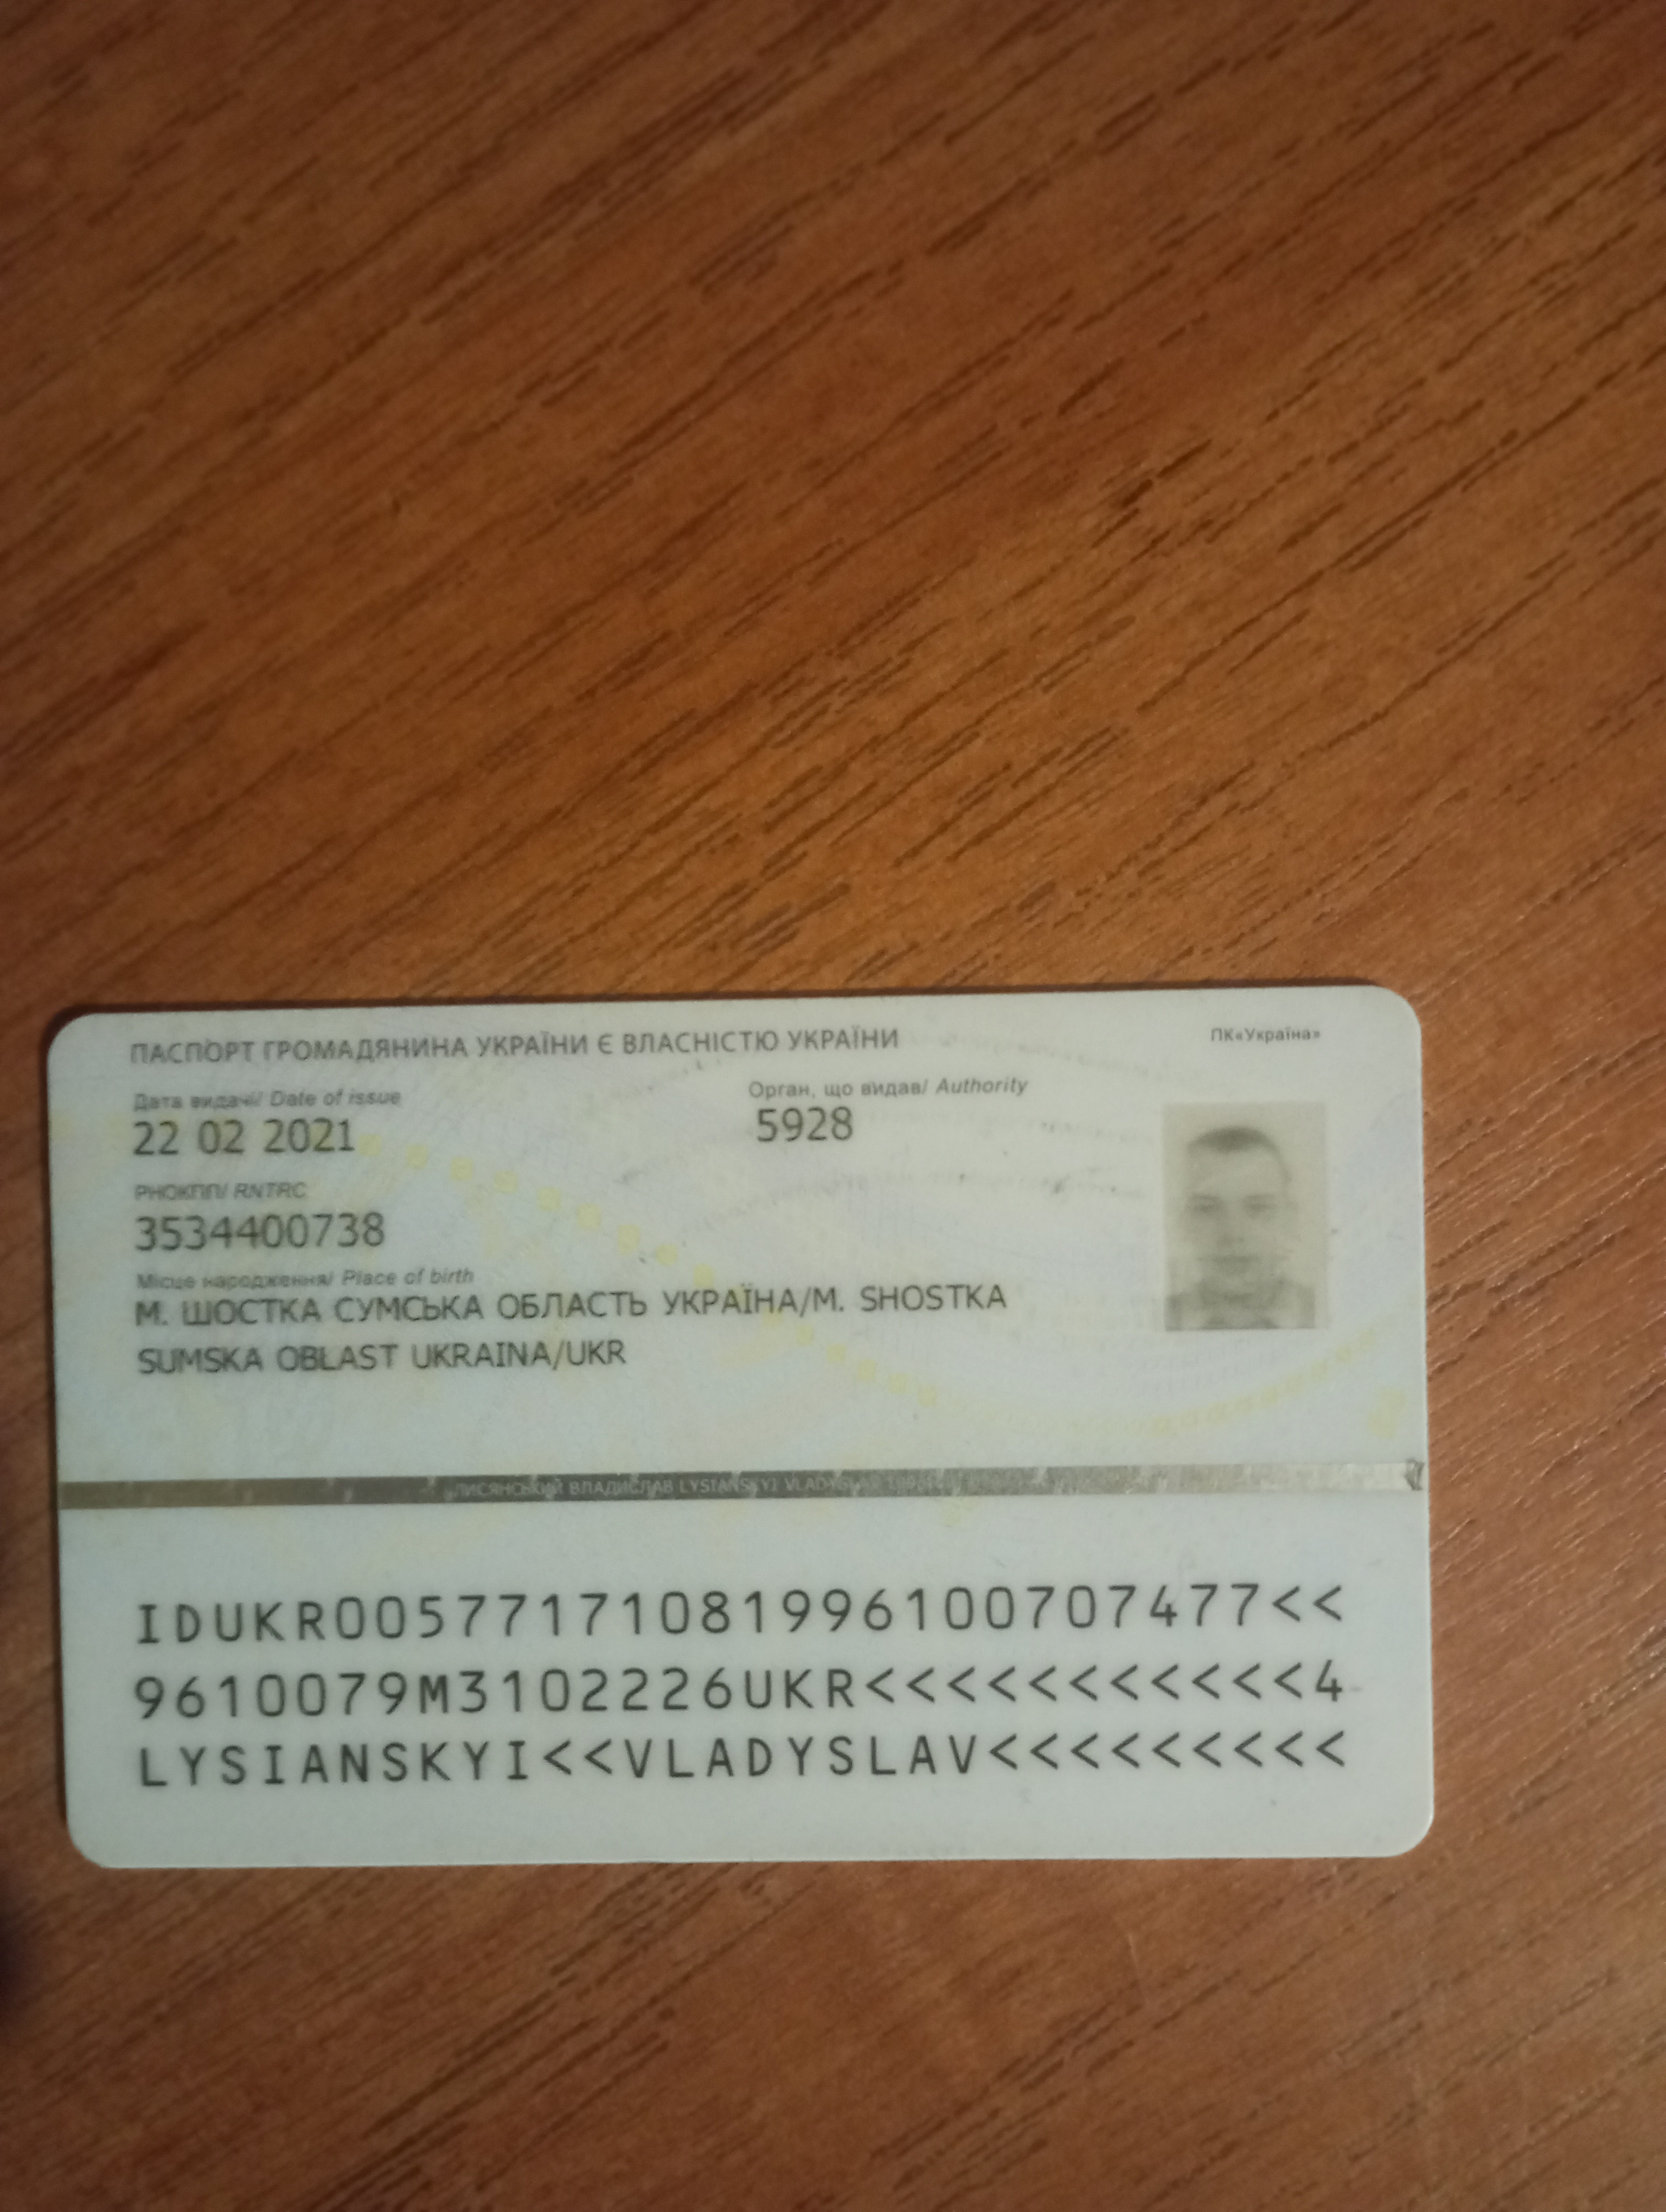 ПАСПОРТ ГРОМАДЯНИНА УКРАЇНИ Є ВЛАСНІСТЮ УКРАЇНИ
ПК«Україна»
Дата видачі/ Date of issue
Орган, що видав/ Authority
22 02 2021
5928
РНОКПП/ RNTRC
3534400738
Місце народження/ Place of birth
М. ШОСТКА СУМСЬКА ОБЛАСТЬ УКРАЇНА/M. SHOSTKA
SUMSKA OBLAST UKRAINA/UKR
ЛИСЯНСЬКИЙ ВЛАДИСЛАВ LYSIANSKYI VLADYSLAV
IDUKR0057717108199610070747​7<<
9610079M3102226UKR<<<<<<<<<<<4
LYSIANSKYI<<VLADYSLAV<<<<<<<<<